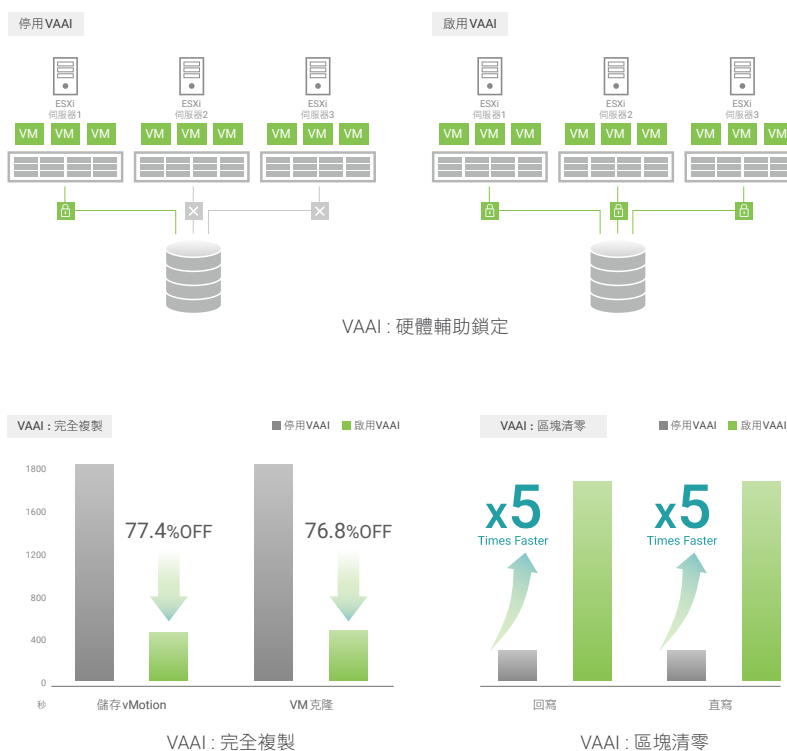 停用VAAI
啟用VAAI
ESXi
伺服器1
ESXi
伺服器2
ESXi
伺服器3
ESXi
伺服器1
ESXi
伺服器2
ESXi
伺服器3
VM VM VM
VM VM VM
VM VM VM
VM VM VM
VM VM VM
VM VM VM
VAAI : 硬體輔助鎖定
VAAI : 完全複製
停用VAAI
啟用VAAI
1800
1600
1200
800
400
0
秒
77.4%OFF
76.8%OFF
儲存vMotion
VM克隆
VAAI : 完全複製
VAAI : 區塊清零
停用VAAI
啟用VAAI
x5
Times Faster
x5
Times Faster
回寫
直寫
VAAI : 區塊清零